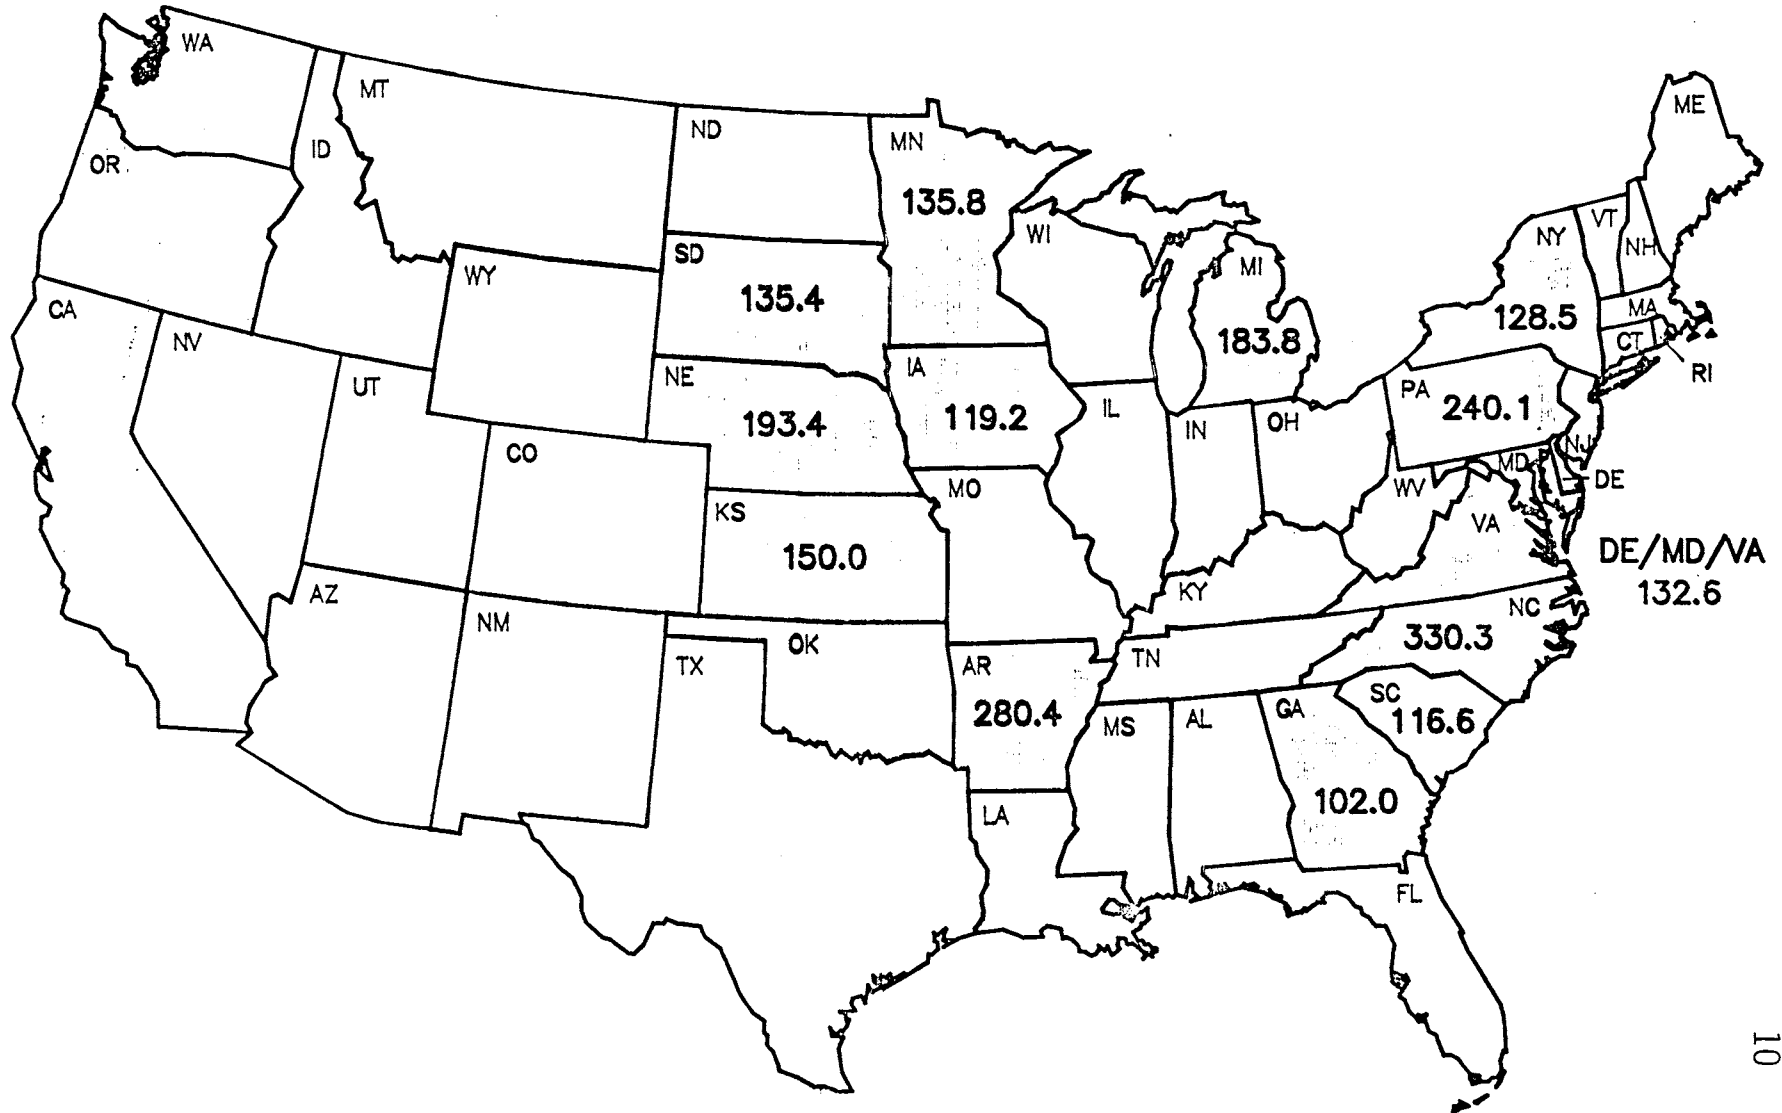 WA
MT
ND
MN
ME
OR
ID
135.8
VT
WI
NY
NH
SD
MI
WY
135.4
CA
MA
128.5
NV
183.8
CT
IA
RI
NE
UT
PA
240.1
IL
193.4
119.2
OH
IN
NJ
CO
MD
DE
MO
WV
KS
VA
150.0
DE/MD/VA
132.6
KY
AZ
NC
NM
330.3
OK
TN
TX
AR
SC
280.4
GA
116.6
MS
AL
102.0
LA
FL
10